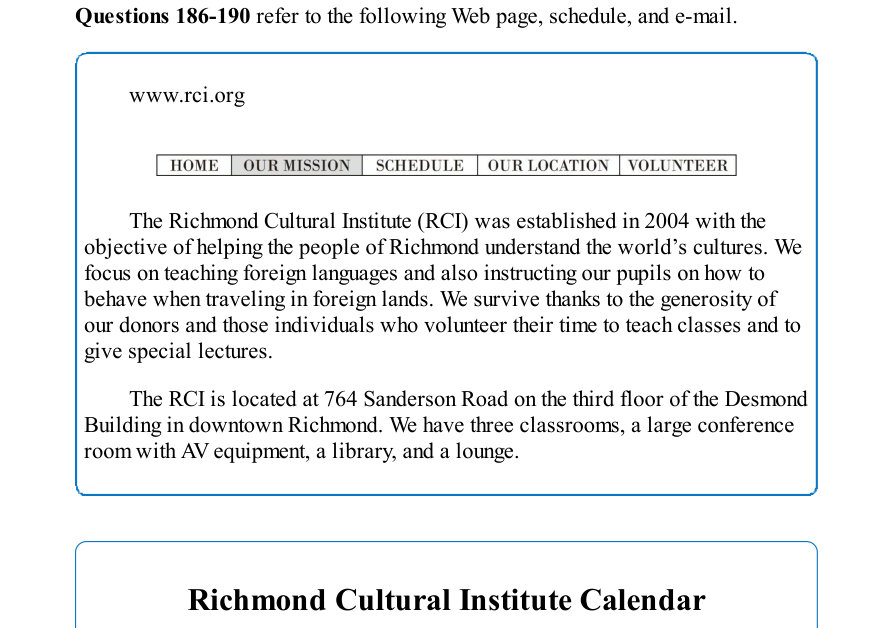 Questions 186-190 refer to the following Web page, schedule, and e-mail.
www.rci.org
HOME OUR MISSION SCHEDULE OUR LOCATION VOLUNTEER
The Richmond Cultural Institute (RCI) was established in 2004 with the
objective of helping the people of Richmond understand the world's cultures. We
focus on teaching foreign languages and also instructing our pupils on how to
behave when traveling in foreign lands. We survive thanks to the generosity of
our donors and those individuals who volunteer their time to teach classes and to
give special lectures.
The RCI is located at 764 Sanderson Road on the third floor of the Desmond
Building in downtown Richmond. We have three classrooms, a large conference
room with AV equipment, a library, and a lounge.
Richmond Cultural Institute Calendar